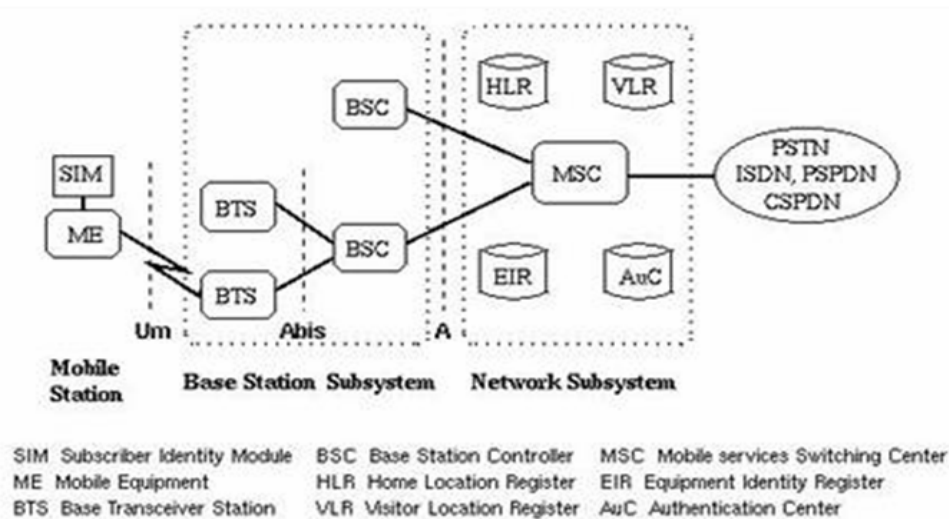 HLR
VLR
BSC
PSTN
ISDN, PSPDN
CSPDN
SIM
MSC
BTS
ME
BSC
BTS
EIR
AuC
Um
Abis
A
Mobile
Station
Base Station Subsystem
Network Subsystem
SIM Subscriber Identity Module BSC Base Station Controller MSC Mobile services Switching Center
ME Mobile Equipment HLR Home Location Register EIR Equipment Identity Register
BTS Base Transceiver Station VLR Visitor Location Register AuC Authentication Center